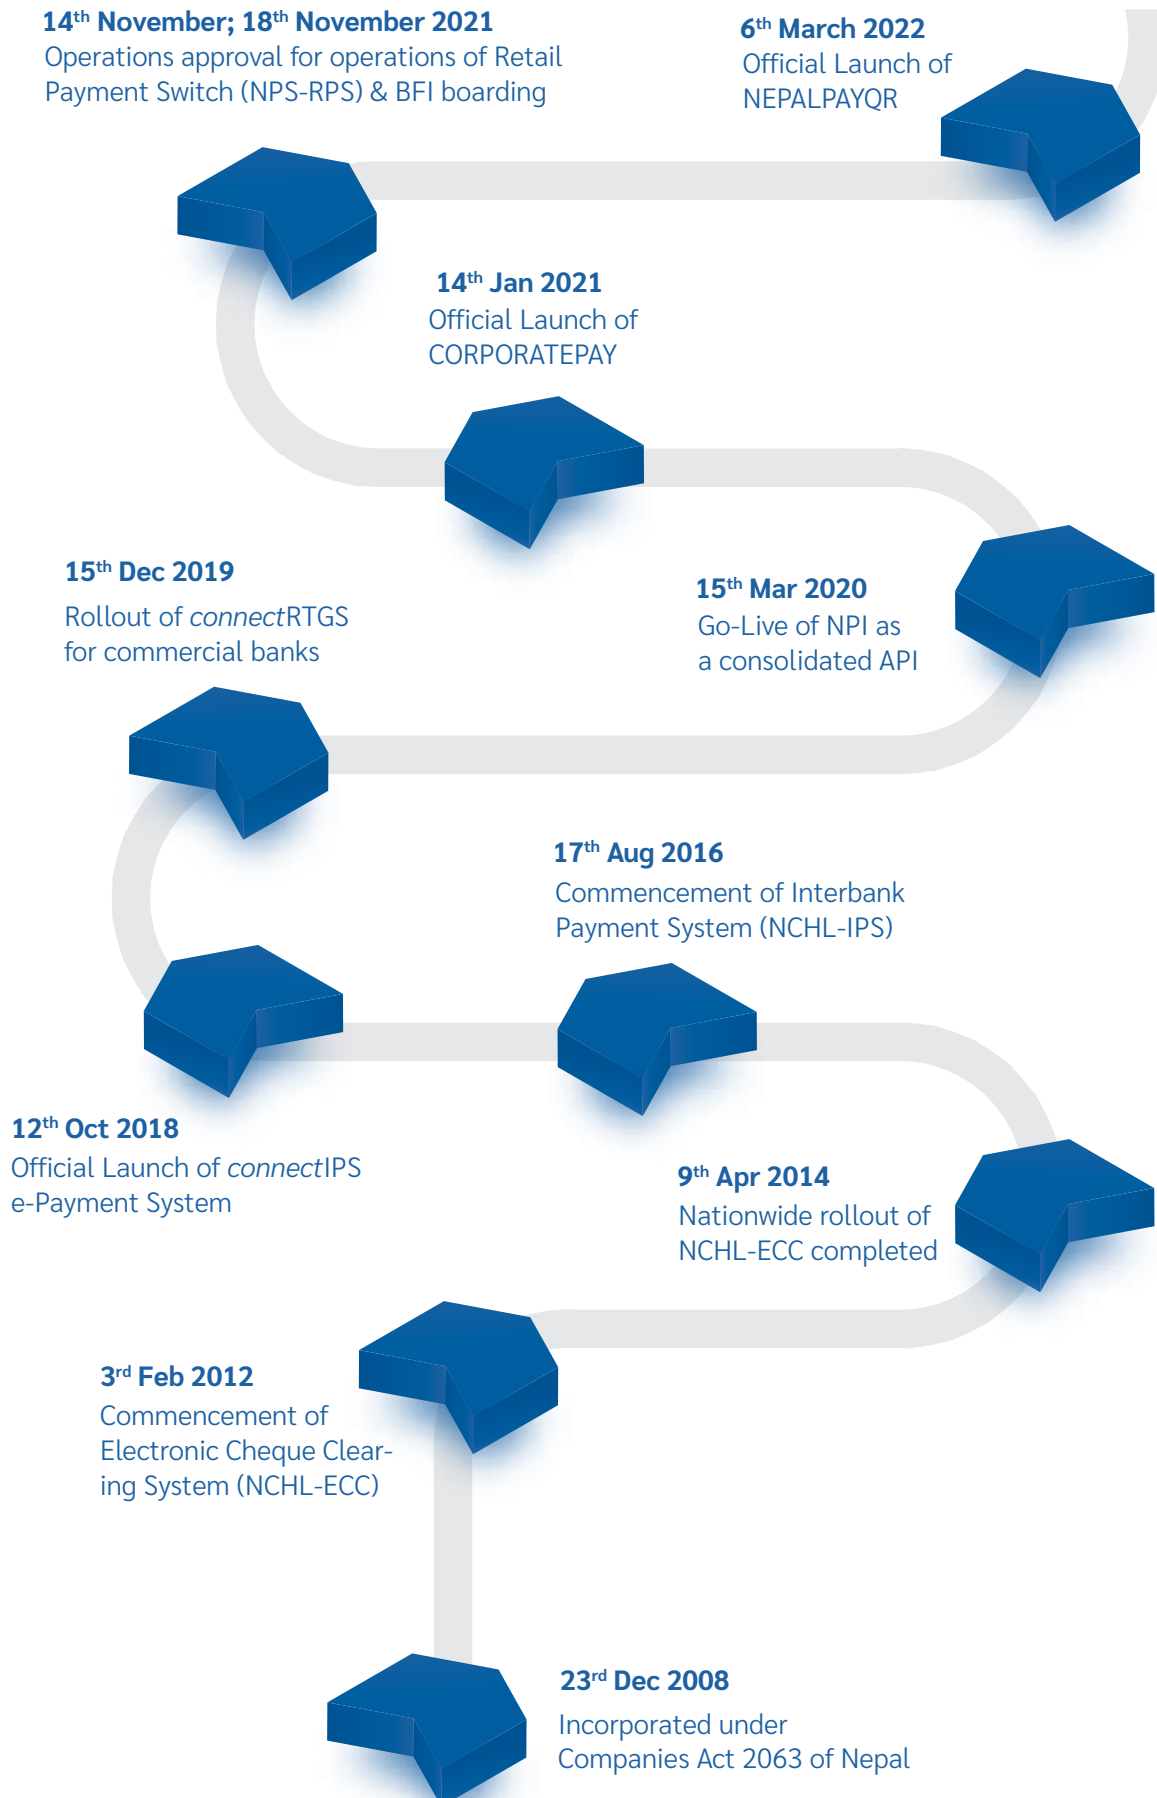 14th November; 18th November 2021
Operations approval for operations of Retail
Payment Switch (NPS-RPS) & BFI boarding
6th March 2022
Official Launch of
NEPALPAYQR
14th Jan 2021
Official Launch of
CORPORATEPAY
15th Dec 2019
Rollout of connectRTGS
for commercial banks
15th Mar 2020
Go-Live of NPI as
a consolidated API
17th Aug 2016
Commencement of Interbank
Payment System (NCHL-IPS)
12th Oct 2018
Official Launch of connectIPS
e-Payment System
9th Apr 2014
Nationwide rollout of
NCHL-ECC completed
3rd Feb 2012
Commencement of
Electronic Cheque Clear-
ing System (NCHL-ECC)
23rd Dec 2008
Incorporated under
Companies Act 2063 of Nepal